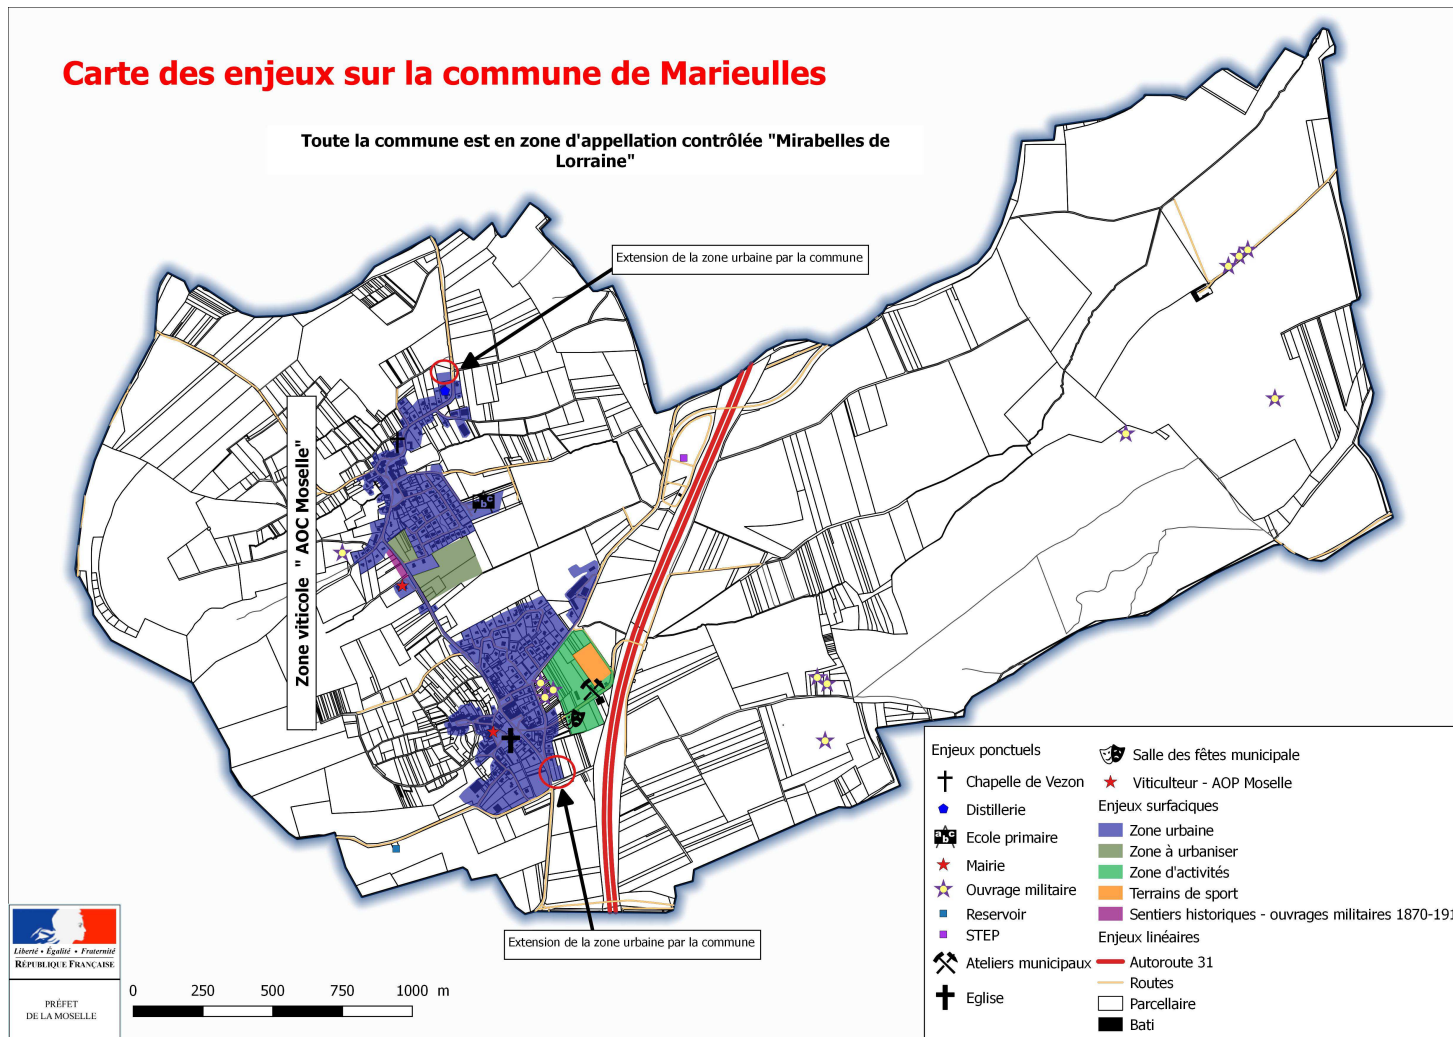 Carte des enjeux sur la commune de Marieulles
Toute la commune est en zone d'appellation contrôlée "Mirabelles de
Lorraine"
Extension de la zone urbaine par la commune
Zone viticole " AOC Moselle"
Extension de la zone urbaine par la commune
Enjeux ponctuels
Chapelle de Vezon
Distillerie
a b c
Ecole primaire
Mairie
Ouvrage militaire
Reservoir
STEP
Ateliers municipaux
Eglise
Salle des fêtes municipale
Viticulteur - AOP Moselle
Enjeux surfaciques
Zone urbaine
Zone à urbaniser
Zone d'activités
Terrains de sport
Sentiers historiques - ouvrages militaires 1870-191
Enjeux linéaires
Autoroute 31
Routes
Parcellaire
Bati
Liberté • Égalité • Fraternité
RÉPUBLIQUE FRANÇAISE
PRÉFET
DE LA MOSELLE
0 250 500 750 1000 m